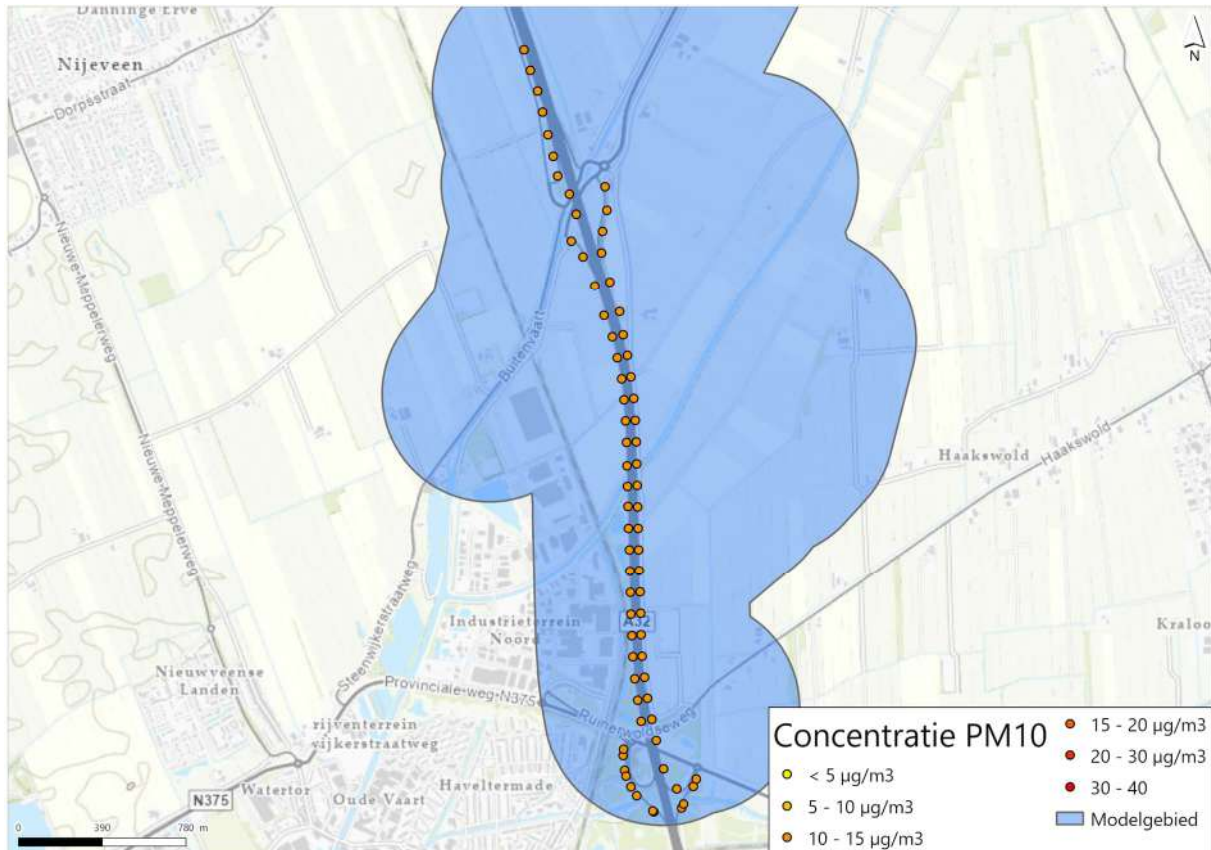 Danninge Erve
Nijeveen
Dorpsstraat
N
Nieuwe-Meppelerweg
Buitenvaart
Nieuwe-Meppelerweg
Haakswold
Haakswold
Steenwijkerstraatweg
Industrieterrein
Noord
A32
Kraloo
Nieuwveense
Landen
Provinciale-weg-N375
Ruinerwoldseweg
rijventerrein
vijkerstraatweg
Haveltermade
Watertor
Oude Vaart
N375
0 390 780 m
Concentratie PM10
< 5 µg/m3
5 - 10 µg/m3
10 - 15 µg/m3
15 - 20 µg/m3
20 - 30 µg/m3
30 - 40
Modelgebied